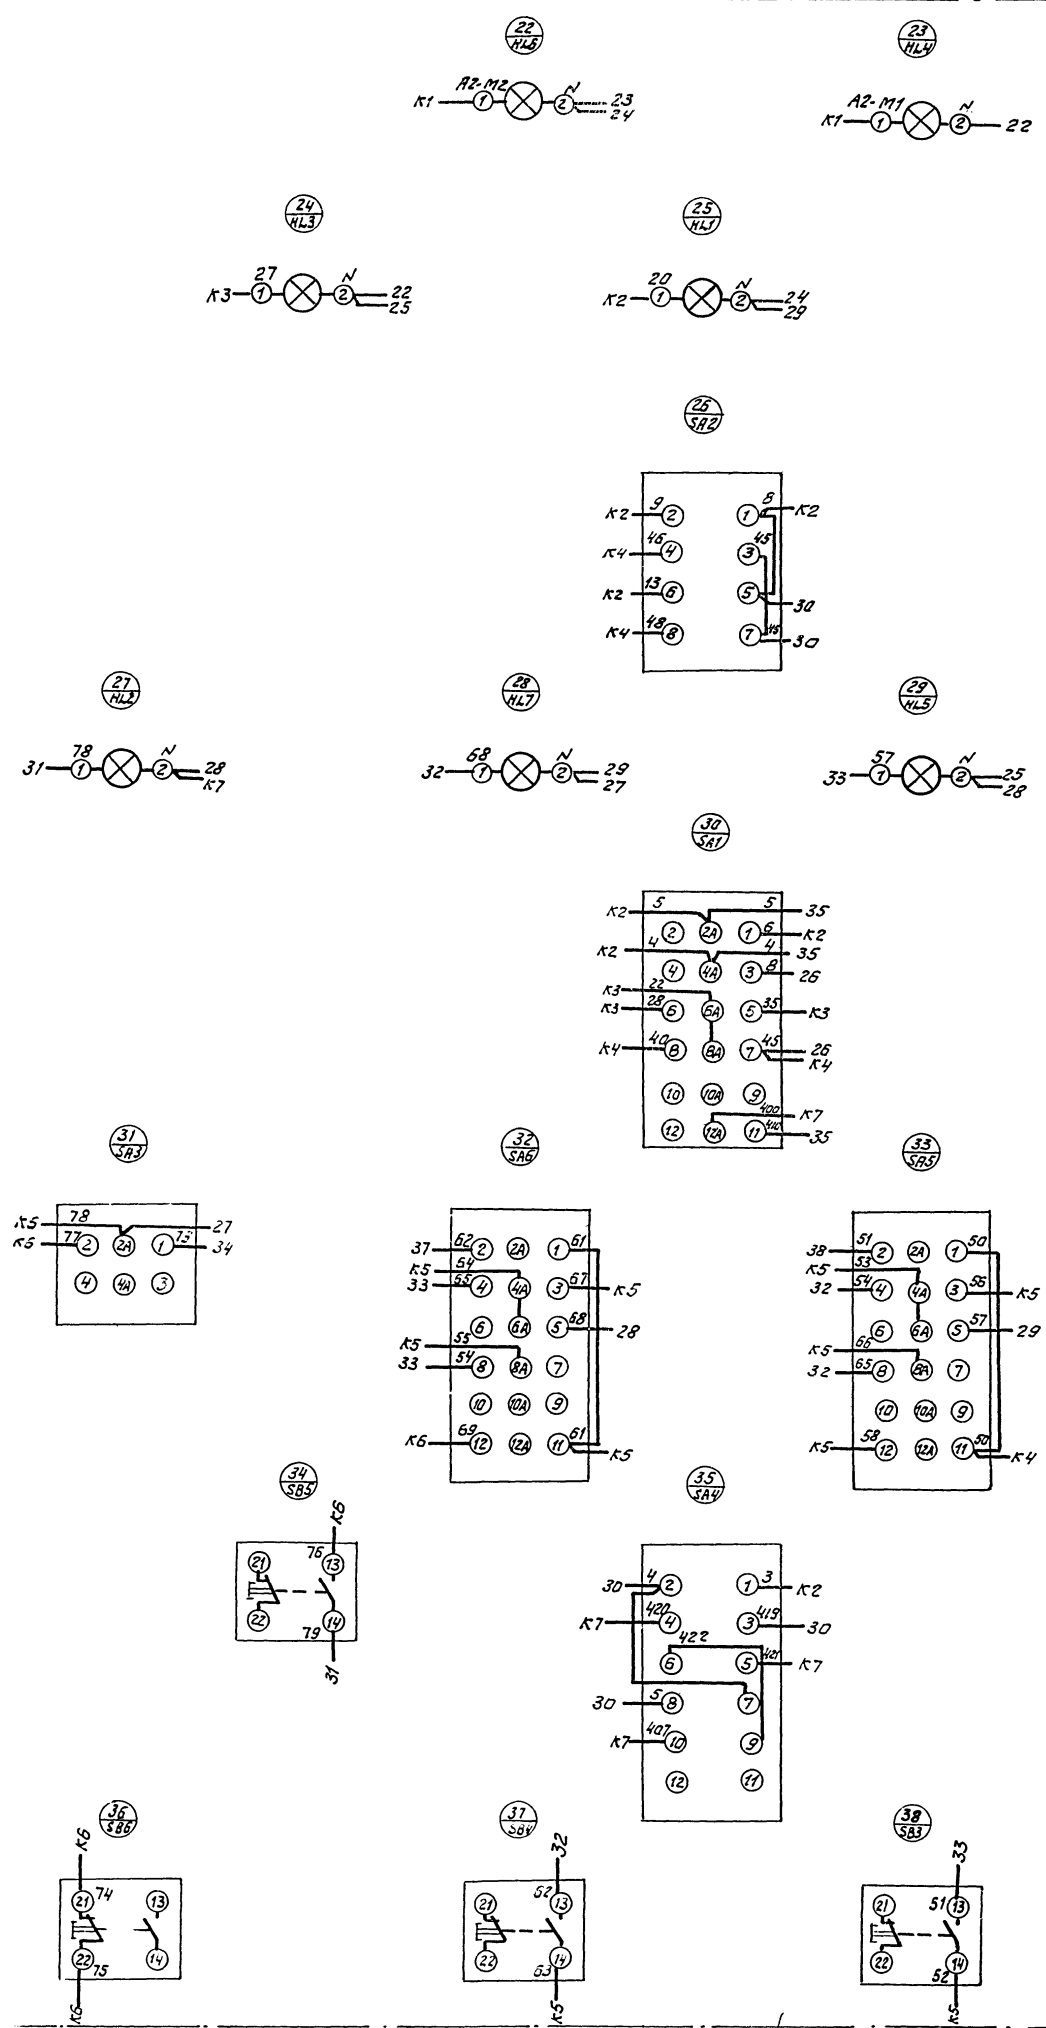 22
HL6
23
HL4
K1 A2-M2 1 2 N 23
24
K1 A2-M1 1 2 N 22
24
HL3
25
HL1
K3 27 1 2 N 22
25
K2 20 1 2 N 24
29
26
SA2
K2 9 2 1 8 K2
K4 46 4 3 45
K2 13 6 5 30
K4 48 8 7 45 30
27
HL2
28
HL7
29
HL5
31 78 1 2 N 28
K7
32 68 1 2 N 29
27
33 57 1 2 N 25
28
30
SA1
K2 5 5 35
2 2A 1 6 K2
K2 4 4 35
4 4A 3 8 26
K3 22
K3 28 6 6A 5 35 K3
K4 40 8 8A 7 45 26
K4
10 10A 9
400 K7
12 12A 11 410 35
31
SA3
32
SA6
33
SA5
K5 78 27
K6 77 2 2A 1 73 34
4 4A 3
37 62 2 2A 1 61
K5 64
33 65 4 4A 3 67 K5
6 6A 5 68 28
K5 55
33 54 8 8A 7
10 10A 9
K6 69 12 12A 11 61
K5
38 51 2 2A 1 50
K5 53
32 54 4 4A 3 56 K5
6 6A 5 57 29
K5 66
32 65 8 8A 7
10 10A 9
K5 58 12 12A 11 50
K4
34
SB5
K6
76
21 13
22 14
79
31
35
SA4
30 4 2 1 3 K2
K7 420 4 3 419 30
422
6 5 421 K7
30 5 8 7
K7 407 10 9
12 11
36
SB6
37
SB4
38
SB3
K6
21 74 13
22 75 14
K6
32
62
21 13
22 14
63
K5
33
51
21 13
22 14
52
K5